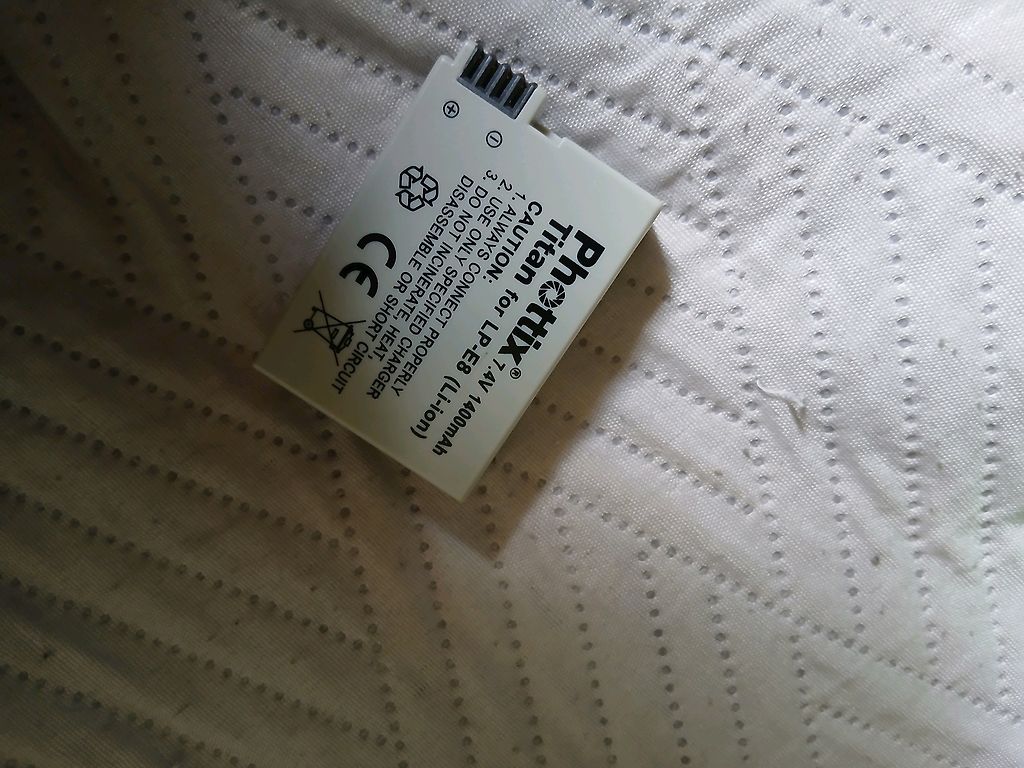 Phottix® 7.4V 1400mAh
Titan for LP-E8 (Li-ion)
CAUTION:
1. ALWAYS CONNECT PROPERLY
2. USE ONLY SPECIFIED CHARGER
3. DO NOT INCINERATE, HEAT,
DISASSEMBLE OR SHORT CIRCUIT
+
-
CE